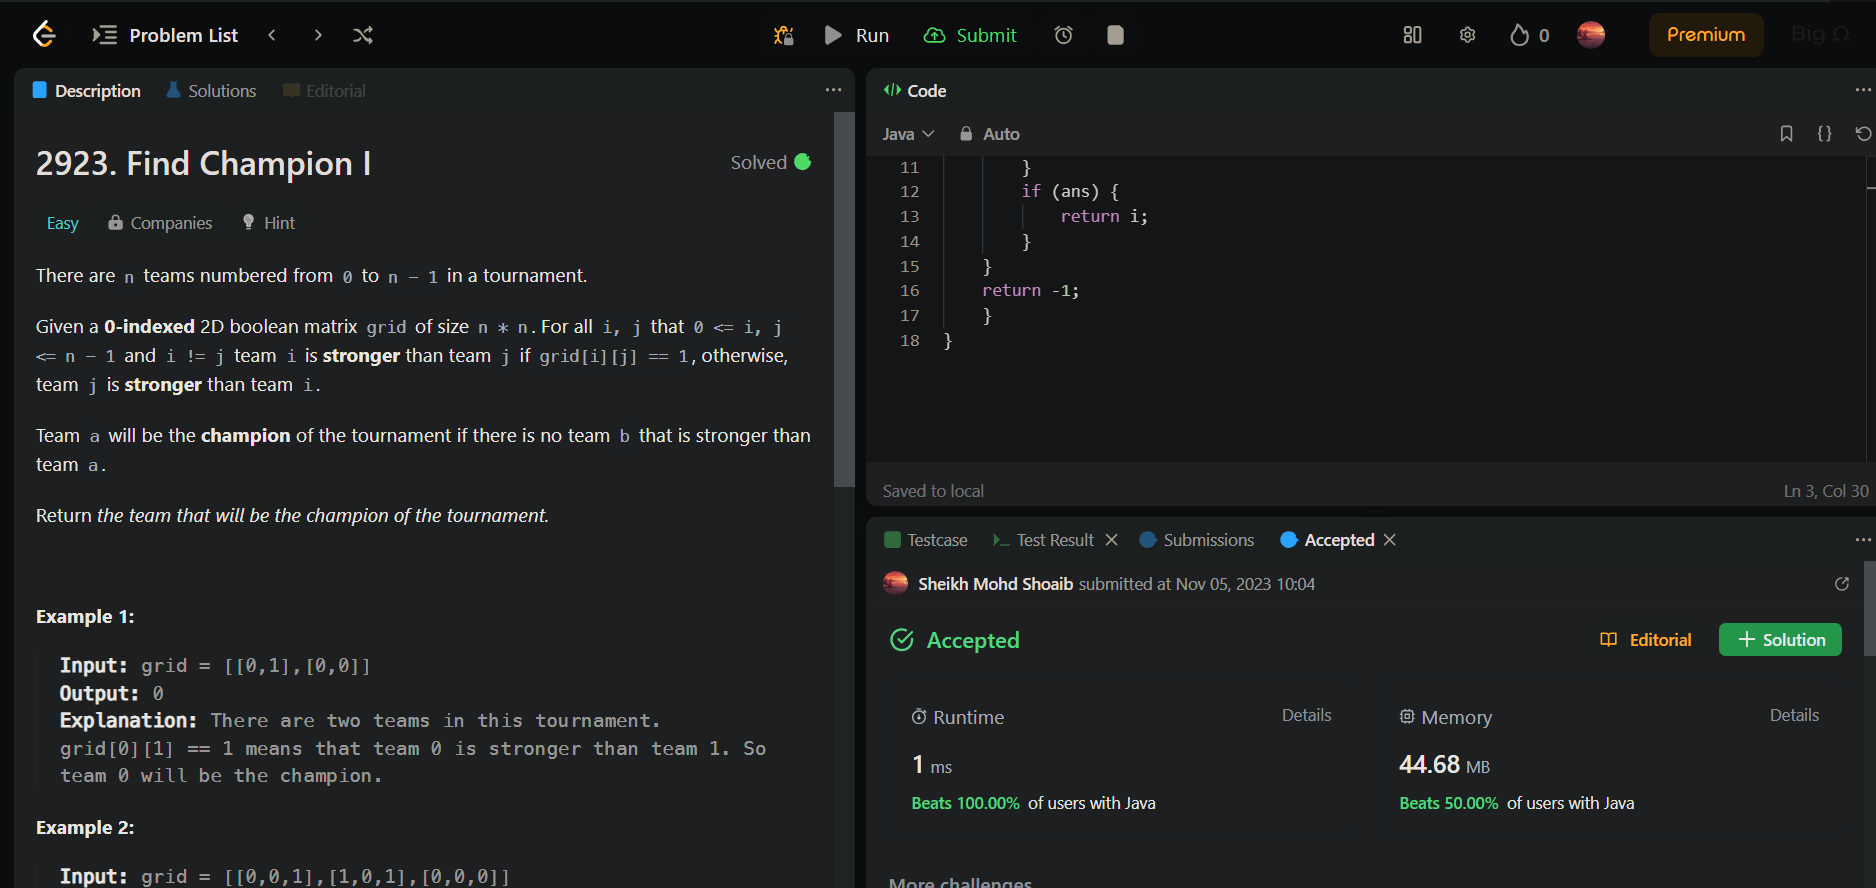 Problem List
Run
Submit
0
Premium
Big Ω
Description
Solutions
Editorial
2923. Find Champion I
Solved
Easy
Companies
Hint
There are n teams numbered from 0 to n - 1 in a tournament.
Given a 0-indexed 2D boolean matrix grid of size n * n. For all i, j that 0 <= i, j
<= n - 1 and i != j team i is stronger than team j if grid[i][j] == 1, otherwise,
team j is stronger than team i.
Team a will be the champion of the tournament if there is no team b that is stronger than
team a.
Return the team that will be the champion of the tournament.
Example 1:
Input: grid = [[0,1],[0,0]]
Output: 0
Explanation: There are two teams in this tournament.
grid[0][1] == 1 means that team 0 is stronger than team 1. So
team 0 will be the champion.
Example 2:
Input: grid = [[0,0,1],[1,0,1],[0,0,0]]
Code
Java
Auto
11 }
12 if (ans) {
13 return i;
14 }
15 }
16 return -1;
17 }
18 }
Saved to local
Ln 3, Col 30
Testcase
Test Result
Submissions
Accepted
Sheikh Mohd Shoaib submitted at Nov 05, 2023 10:04
Accepted
Editorial
Solution
Runtime
Details
1 ms
Beats 100.00% of users with Java
Memory
Details
44.68 MB
Beats 50.00% of users with Java
More challenges